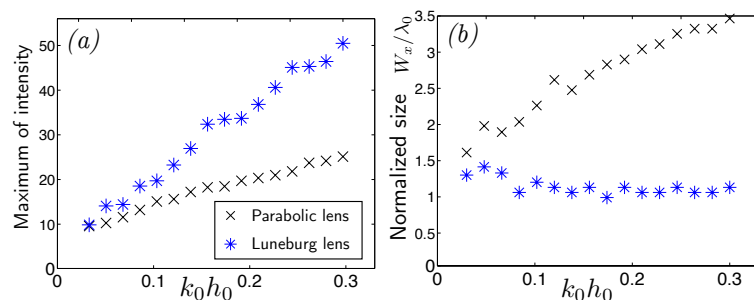 (a)
Maximum of intensity
50
40
30
20
10
0
0
0.1
0.2
0.3
k₀h₀
Parabolic lens
Luneburg lens
(b)
Normalized size W_x/λ₀
3.5
3
2.5
2
1.5
1
0.5
0
0
0.1
0.2
0.3
k₀h₀